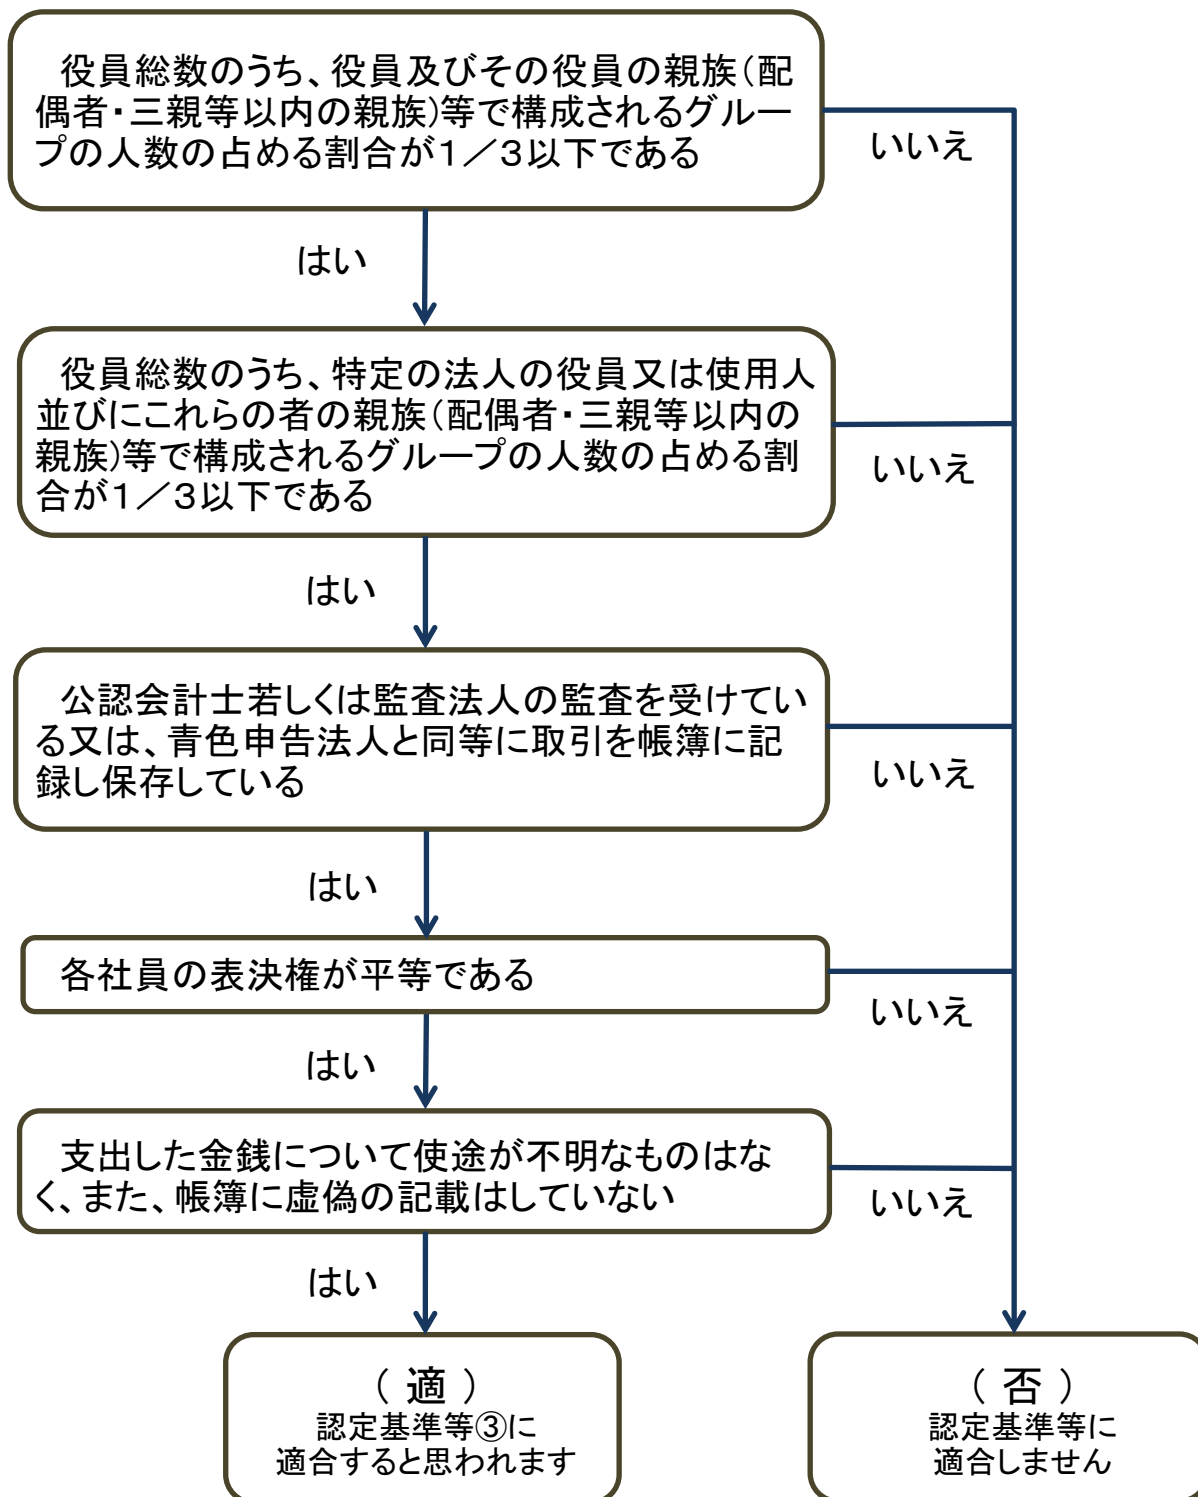 役員総数のうち、役員及びその役員の親族（配
偶者・三親等以内の親族）等で構成されるグルー
プの人数の占める割合が１／３以下である
いいえ
はい
役員総数のうち、特定の法人の役員又は使用人
並びにこれらの者の親族（配偶者・三親等以内の
親族）等で構成されるグループの人数の占める割
合が１／３以下である
いいえ
はい
公認会計士若しくは監査法人の監査を受けてい
る又は、青色申告法人と同等に取引を帳簿に記
録し保存している
いいえ
はい
各社員の表決権が平等である
いいえ
はい
支出した金銭について使途が不明なものはな
く、また、帳簿に虚偽の記載はしていない
いいえ
はい
（ 適 ）
認定基準等③に
適合すると思われます
（ 否 ）
認定基準等に
適合しません